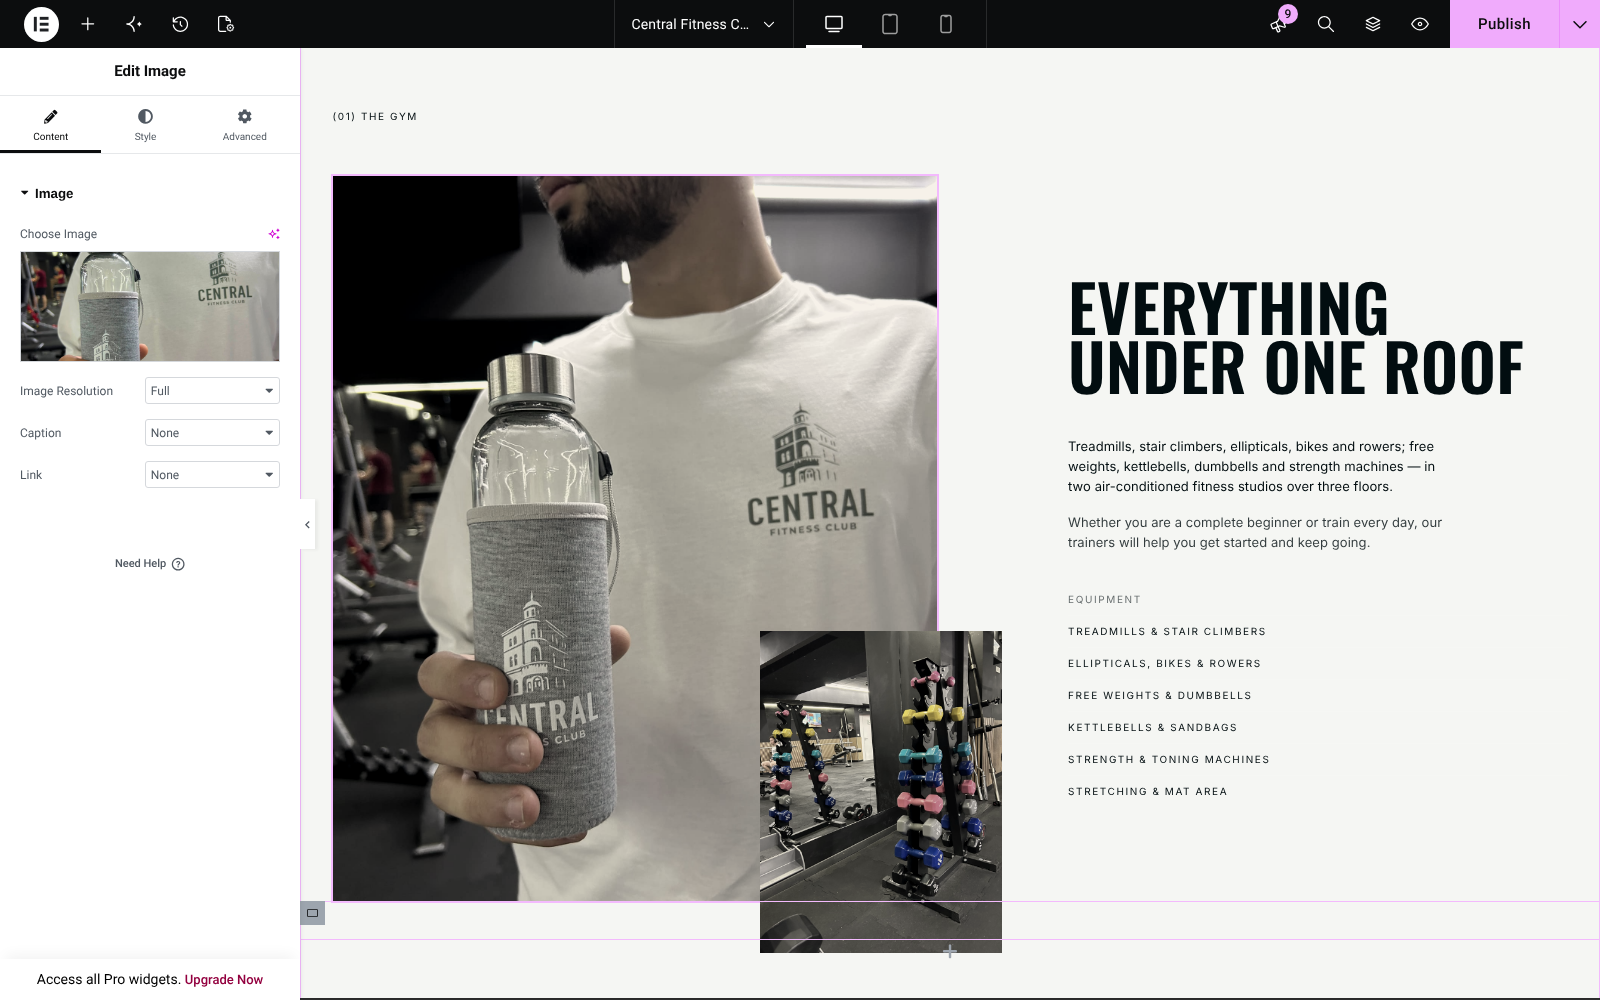 Central Fitness C...
9
Publish
Edit Image
Content
Style
Advanced
Image
Choose Image
CENTRAL
FITNESS CLUB
Image Resolution
Full
Caption
None
Link
None
Need Help
Access all Pro widgets. Upgrade Now
(01) THE GYM
CENTRAL
FITNESS CLUB
CENTRAL
S CLUB
EVERYTHING
UNDER ONE ROOF
Treadmills, stair climbers, ellipticals, bikes and rowers; free
weights, kettlebells, dumbbells and strength machines — in
two air-conditioned fitness studios over three floors.
Whether you are a complete beginner or train every day, our
trainers will help you get started and keep going.
EQUIPMENT
TREADMILLS & STAIR CLIMBERS
ELLIPTICALS, BIKES & ROWERS
FREE WEIGHTS & DUMBBELLS
KETTLEBELLS & SANDBAGS
STRENGTH & TONING MACHINES
STRETCHING & MAT AREA